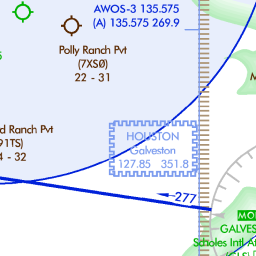 AWOS-3 135.575
(A) 135.575 269.9
Polly Ranch Pvt
(7XSØ)
22 - 31
d Ranch Pvt
91TS)
4 - 32
HOUSTON
Galveston
127.85 351.8
277
MO
GALVES
Scholes Intl A